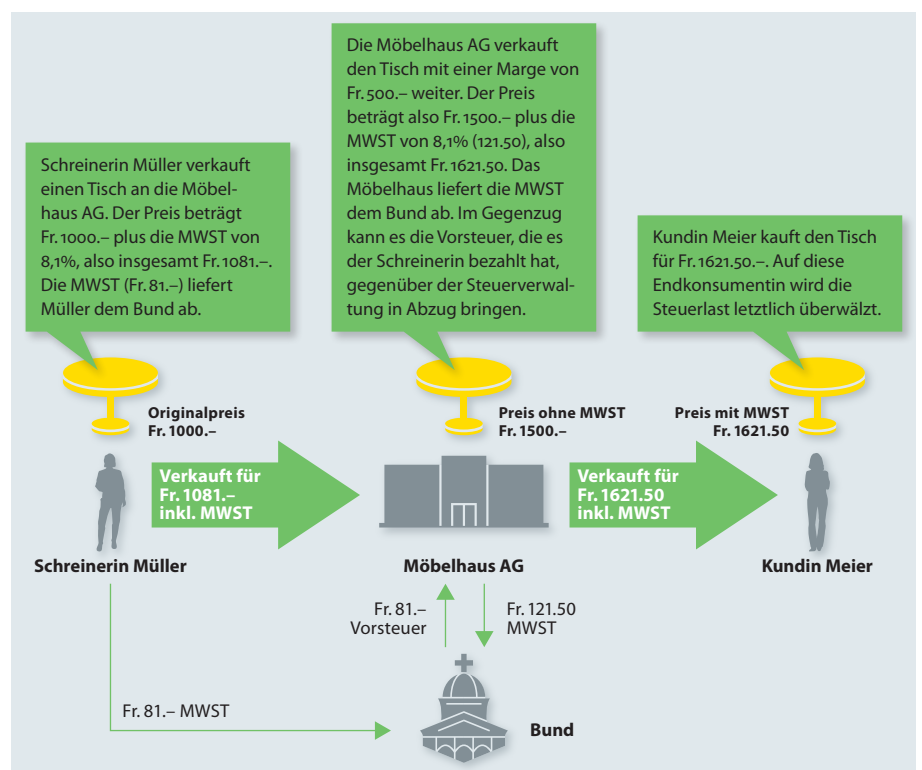 Schreinerin Müller verkauft
einen Tisch an die Möbel-
haus AG. Der Preis beträgt
Fr. 1000.– plus die MWST von
8,1%, also insgesamt Fr. 1081.–.
Die MWST (Fr. 81.–) liefert
Müller dem Bund ab.
Die Möbelhaus AG verkauft
den Tisch mit einer Marge von
Fr. 500.– weiter. Der Preis
beträgt also Fr. 1500.– plus die
MWST von 8,1% (121.50), also
insgesamt Fr. 1621.50. Das
Möbelhaus liefert die MWST
dem Bund ab. Im Gegenzug
kann es die Vorsteuer, die es
der Schreinerin bezahlt hat,
gegenüber der Steuerverwal-
tung in Abzug bringen.
Kundin Meier kauft den Tisch
für Fr. 1621.50.–. Auf diese
Endkonsumentin wird die
Steuerlast letztlich überwälzt.
Originalpreis
Fr. 1000.–
Preis ohne MWST
Fr. 1500.–
Preis mit MWST
Fr. 1621.50
Verkauft für
Fr. 1081.–
inkl. MWST
Verkauft für
Fr. 1621.50
inkl. MWST
Schreinerin Müller
Möbelhaus AG
Kundin Meier
Fr. 81.–
Vorsteuer
Fr. 121.50
MWST
Fr. 81.– MWST
Bund